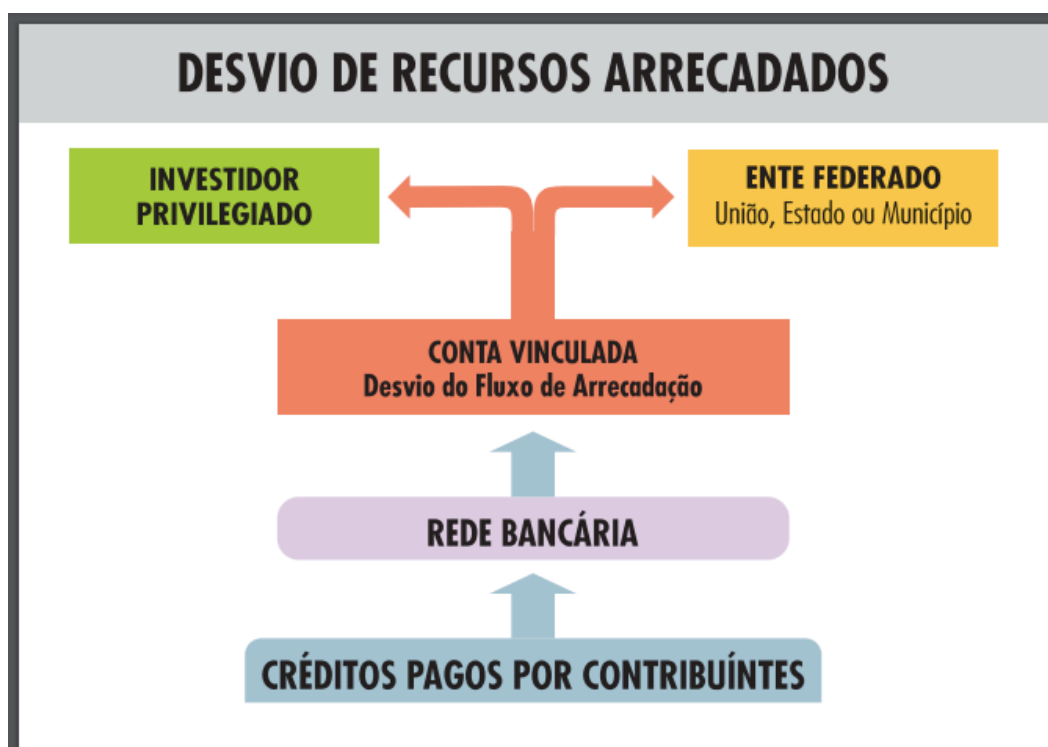 DESVIO DE RECURSOS ARRECADADOS
INVESTIDOR
PRIVILEGIADO
ENTE FEDERADO
União, Estado ou Município
CONTA VINCULADA
Desvio do Fluxo de Arrecadação
REDE BANCÁRIA
CRÉDITOS PAGOS POR CONTRIBUÍNTES